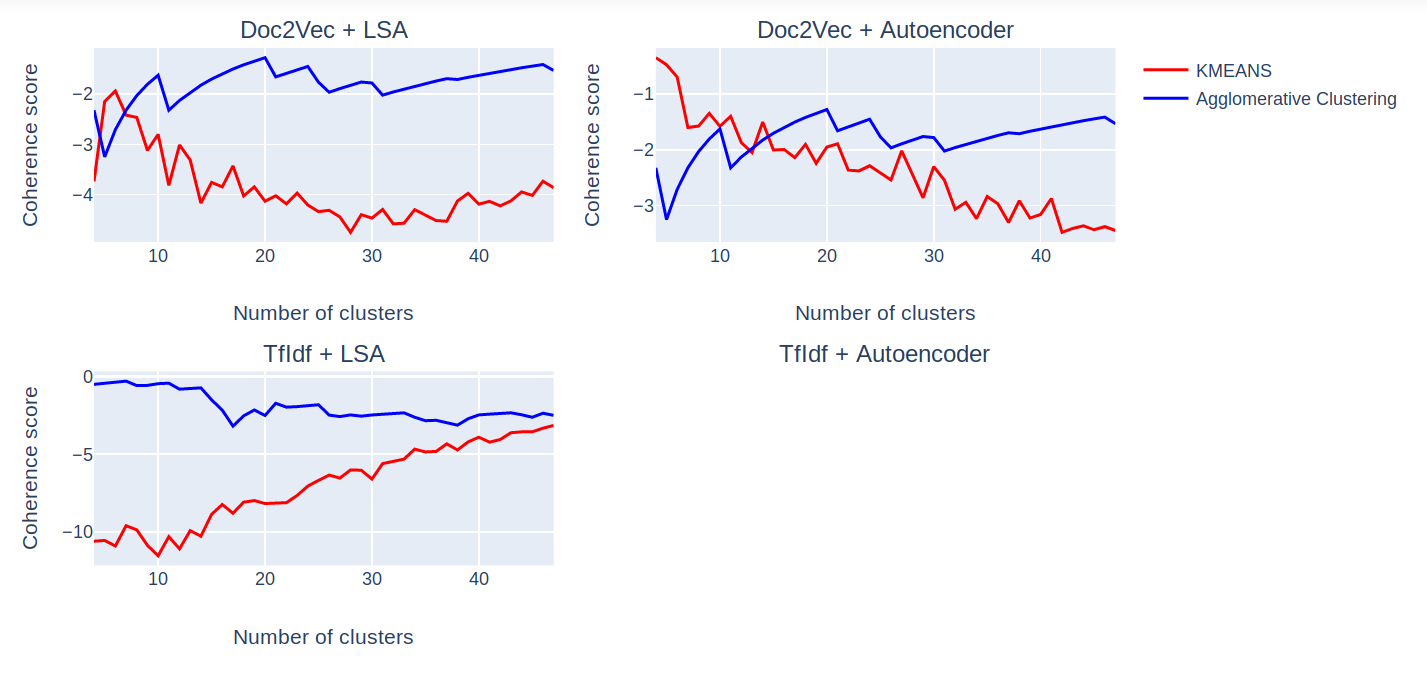 Doc2Vec + LSA
Coherence score
−2
−3
−4
10 20 30 40
Number of clusters
Doc2Vec + Autoencoder
Coherence score
−1
−2
−3
10 20 30 40
Number of clusters
KMEANS
Agglomerative Clustering
TfIdf + LSA
Coherence score
0
−5
−10
10 20 30 40
Number of clusters
TfIdf + Autoencoder